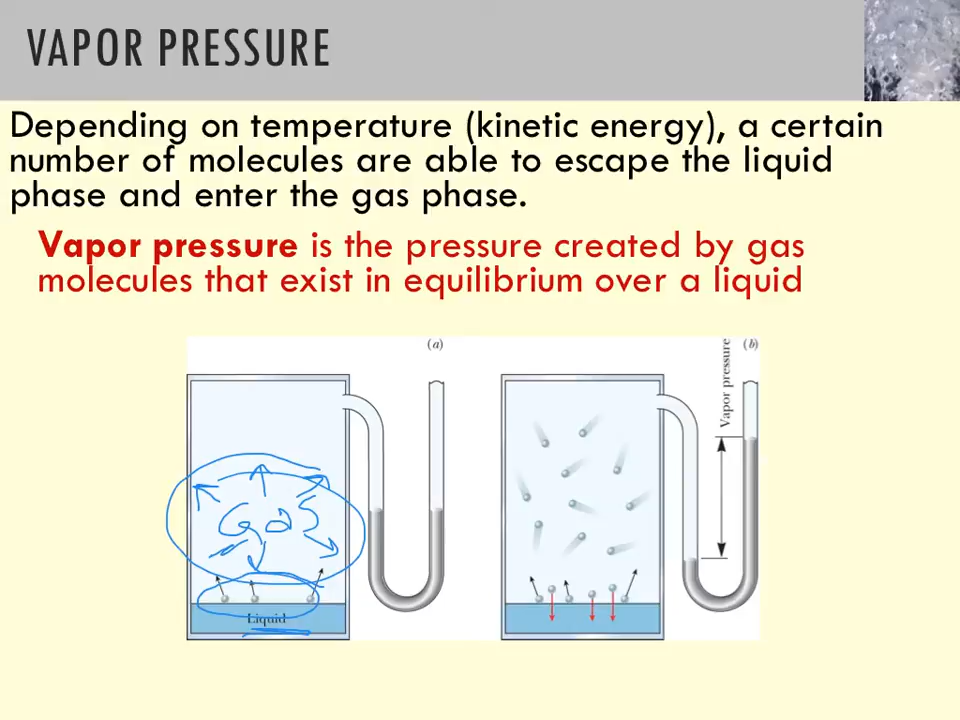 VAPOR PRESSURE
Depending on temperature (kinetic energy), a certain
number of molecules are able to escape the liquid
phase and enter the gas phase.
Vapor pressure is the pressure created by gas
molecules that exist in equilibrium over a liquid
(a)
(b)
Vapor pressure
Gas
Liquid